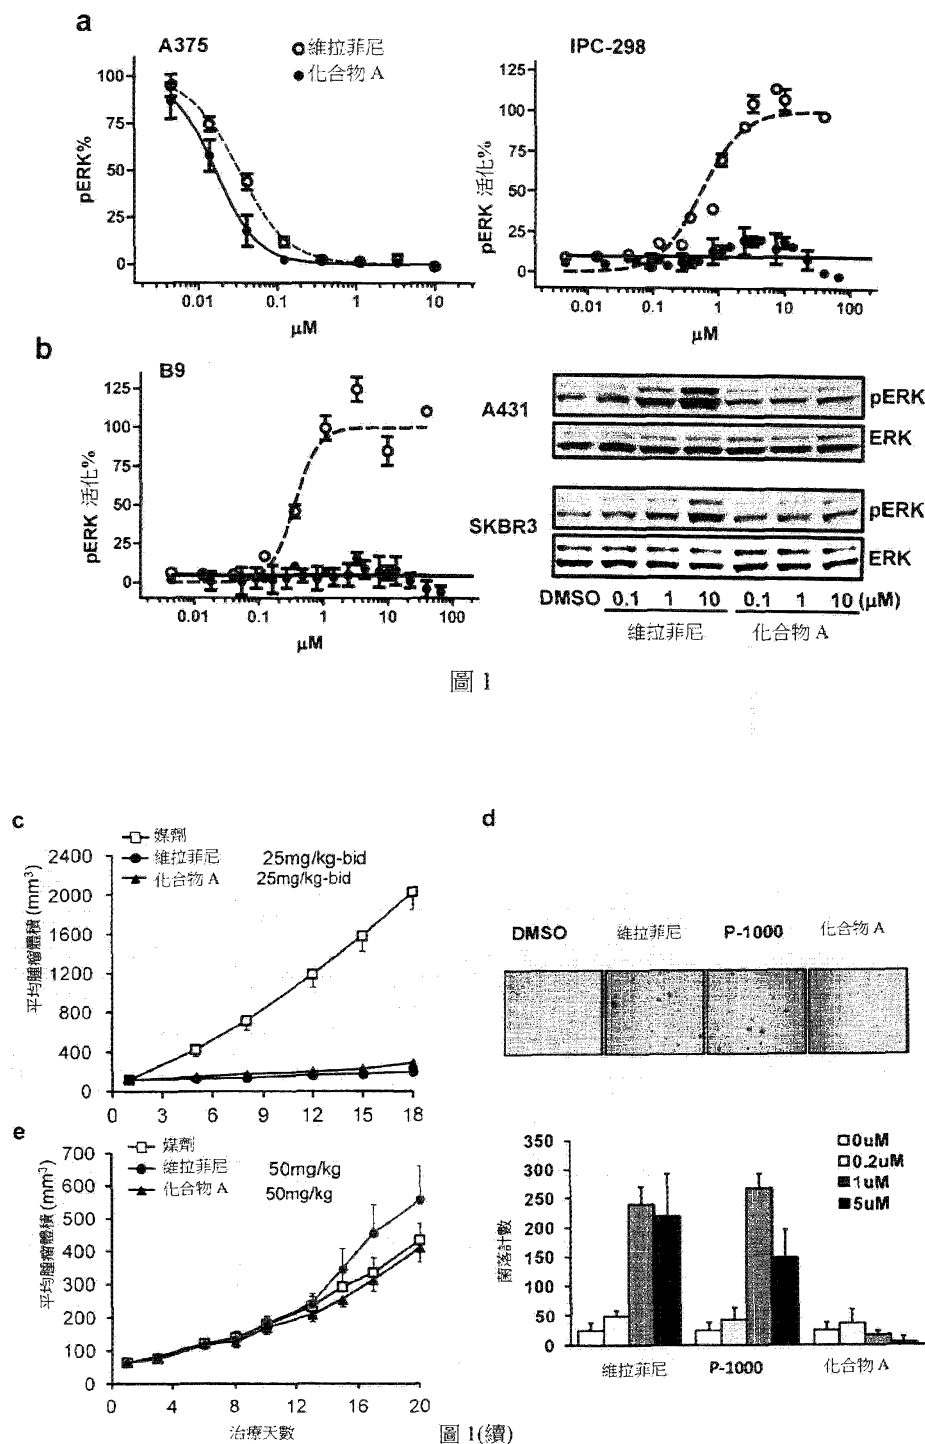 a
A375
維拉菲尼
化合物 A
pERK%
100
75
50
25
0
0.01 0.1 1 10
μM
IPC-298
pERK 活化%
125
100
75
50
25
0
0.01 0.1 1 10 100
μM
b
B9
pERK 活化%
125
100
75
50
25
0
0.01 0.1 1 10 100
μM
A431
pERK
ERK
SKBR3
pERK
ERK
DMSO 0.1 1 10 0.1 1 10 (μM)
維拉菲尼 化合物 A
圖 1
c
媒劑
維拉菲尼 25mg/kg-bid
化合物 A 25mg/kg-bid
平均腫瘤體積 (mm³)
2400
2000
1600
1200
800
400
0
0 3 6 9 12 15 18
d
DMSO 維拉菲尼 P-1000 化合物 A
e
媒劑
維拉菲尼 50mg/kg
化合物 A 50mg/kg
平均腫瘤體積 (mm³)
700
600
500
400
300
200
100
0
0 4 8 12 16 20
治療天數
菌落計數
350
300
250
200
150
100
50
0
0uM
0.2uM
1uM
5uM
維拉菲尼 P-1000 化合物 A
圖 1(續)